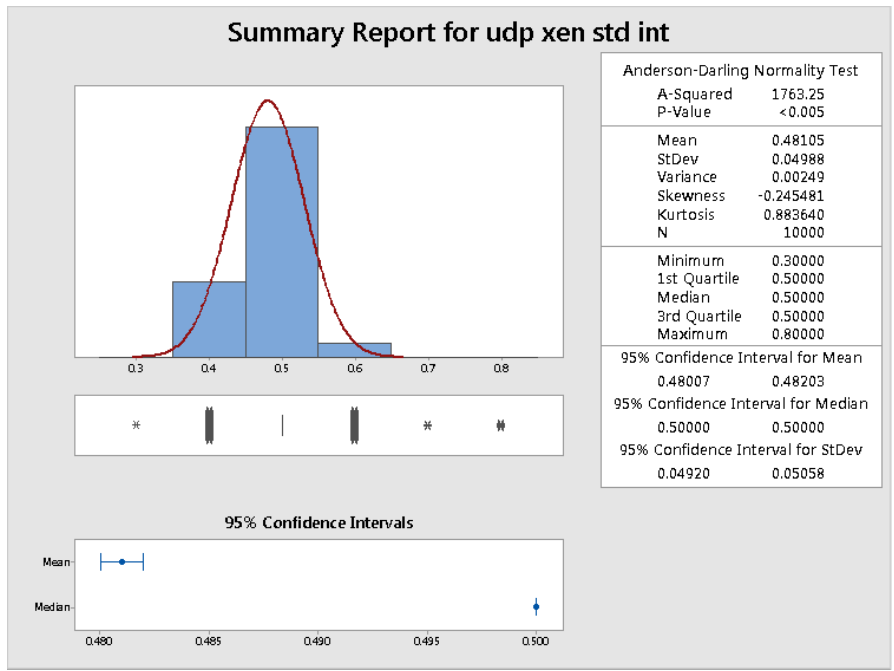 Summary Report for udp xen std int
Anderson-Darling Normality Test
A-Squared 1763.25
P-Value <0.005
Mean 0.48105
StDev 0.04988
Variance 0.00249
Skewness -0.245481
Kurtosis 0.883640
N 10000
Minimum 0.30000
1st Quartile 0.50000
Median 0.50000
3rd Quartile 0.50000
Maximum 0.80000
95% Confidence Interval for Mean
0.48007 0.48203
95% Confidence Interval for Median
0.50000 0.50000
95% Confidence Interval for StDev
0.04920 0.05058
0.3 0.4 0.5 0.6 0.7 0.8
95% Confidence Intervals
Mean
Median
0.480 0.485 0.490 0.495 0.500